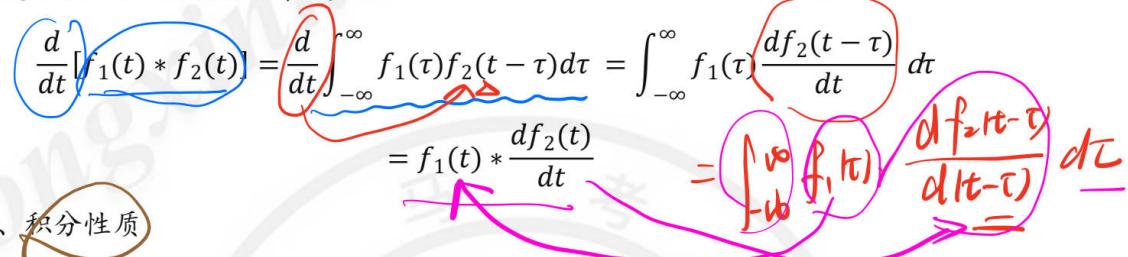 d/dt [f₁(t) * f₂(t)] = d/dt ∫_{-∞}^{∞} f₁(τ)f₂(t − τ)dτ = ∫_{-∞}^{∞} f₁(τ) df₂(t − τ)/dt dτ
= f₁(t) * df₂(t)/dt = ∫_{-∞}^{∞} f₁(τ) df₂(t-τ)/d(t-τ) dτ
、积分性质
考